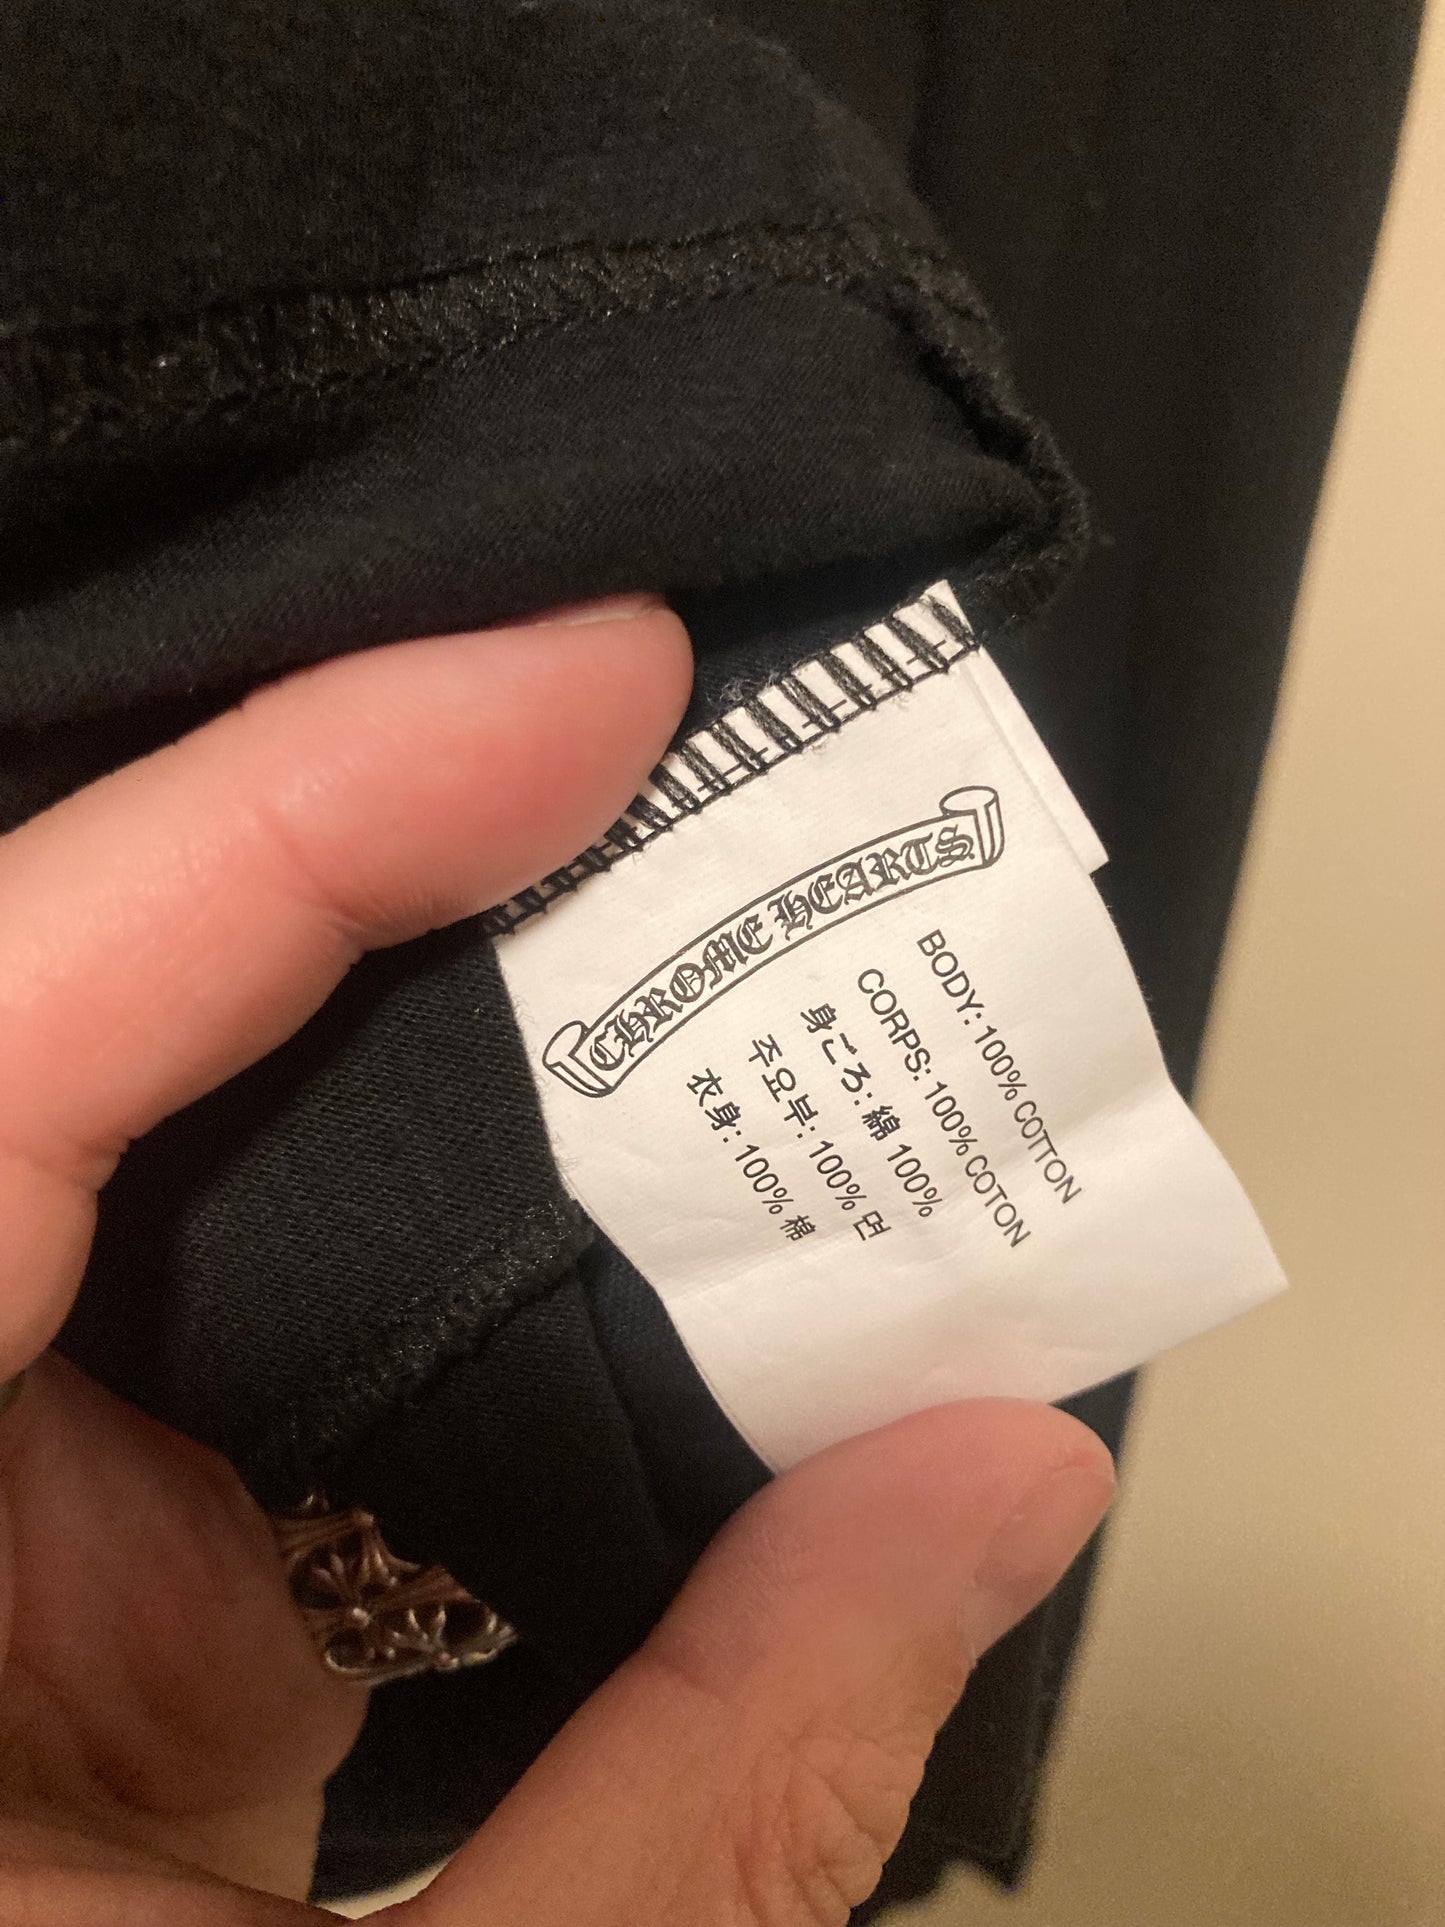 CHROME HEARTS
BODY: 100% COTTON
CORPS: 100% COTON
身ごろ: 綿 100%
주요부: 100% 면
衣身: 100% 棉